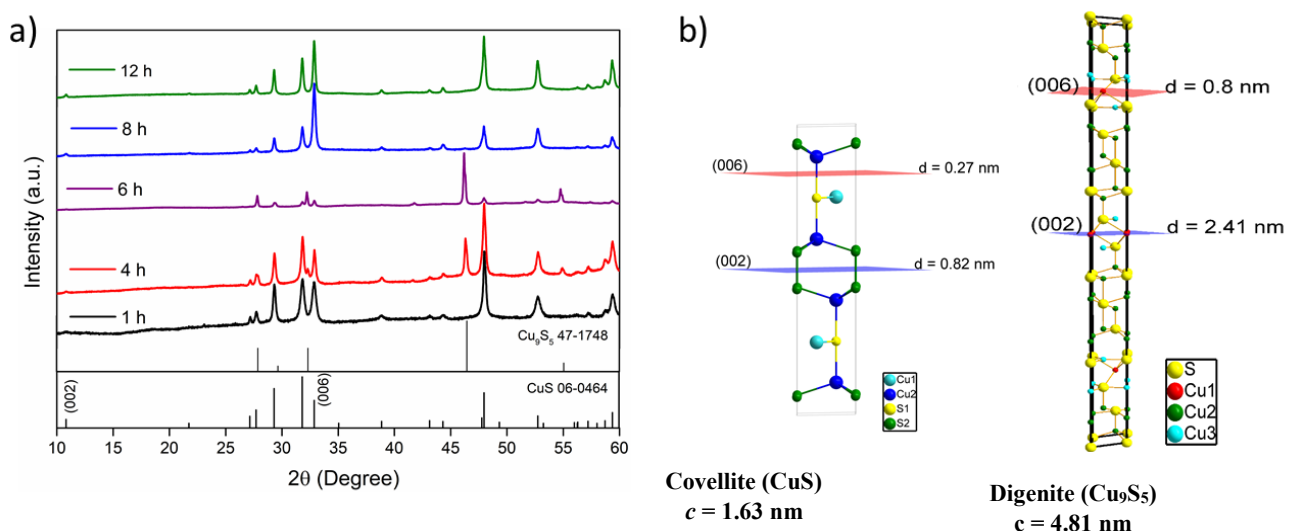 a)
12 h
8 h
6 h
4 h
1 h
Cu₉S₅ 47-1748
CuS 06-0464
(002)
(006)
Intensity (a.u.)
10 15 20 25 30 35 40 45 50 55 60
2θ (Degree)
b)
(006)
d = 0.27 nm
(002)
d = 0.82 nm
Cu1
Cu2
S1
S2
Covellite (CuS)
c = 1.63 nm
(006)
d = 0.8 nm
(002)
d = 2.41 nm
S
Cu1
Cu2
Cu3
Digenite (Cu₉S₅)
c = 4.81 nm